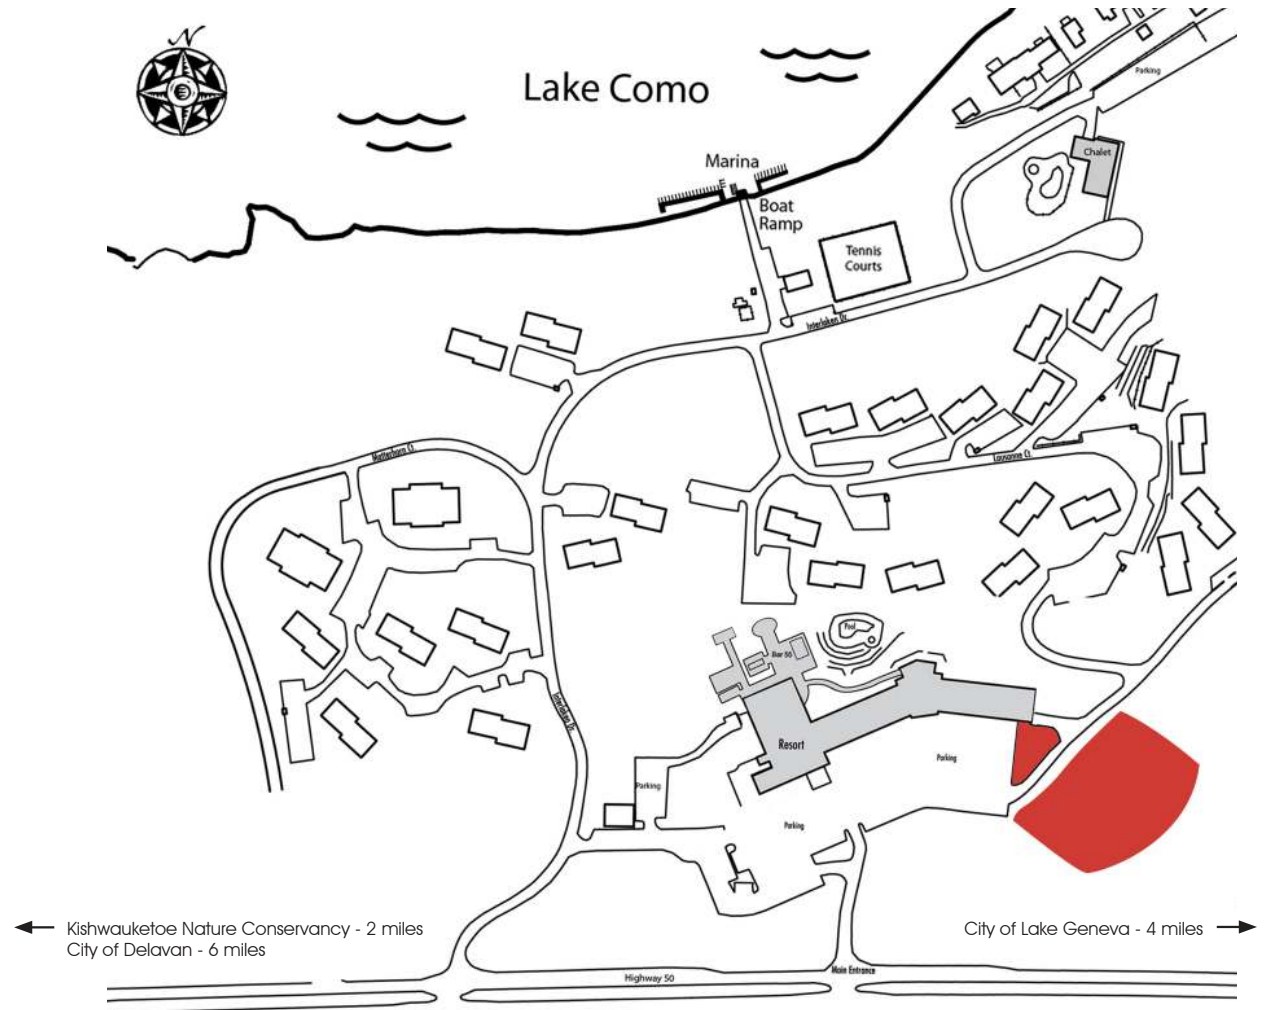 N
Lake Como
Parking
Marina
Chalet
Boat
Ramp
Tennis
Courts
Interlaken Dr.
Matterhorn Ct.
Lausanne Ct.
Pool
Bar 55
Interlaken Dr.
Resort
Parking
Parking
Parking
Kishwauketoe Nature Conservancy - 2 miles
City of Delavan - 6 miles
City of Lake Geneva - 4 miles
Main Entrance
Highway 50